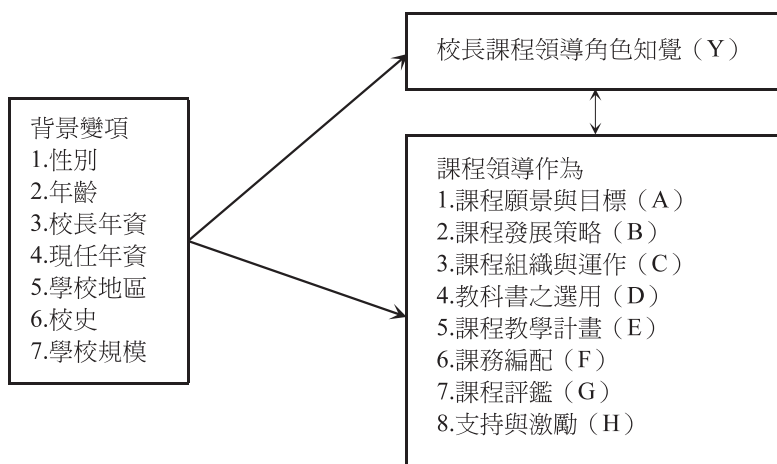 校長課程領導角色知覺（Y）
背景變項
1.性別
2.年齡
3.校長年資
4.現任年資
5.學校地區
6.校史
7.學校規模
課程領導作為
1.課程願景與目標（A）
2.課程發展策略（B）
3.課程組織與運作（C）
4.教科書之選用（D）
5.課程教學計畫（E）
6.課務編配（F）
7.課程評鑑（G）
8.支持與激勵（H）